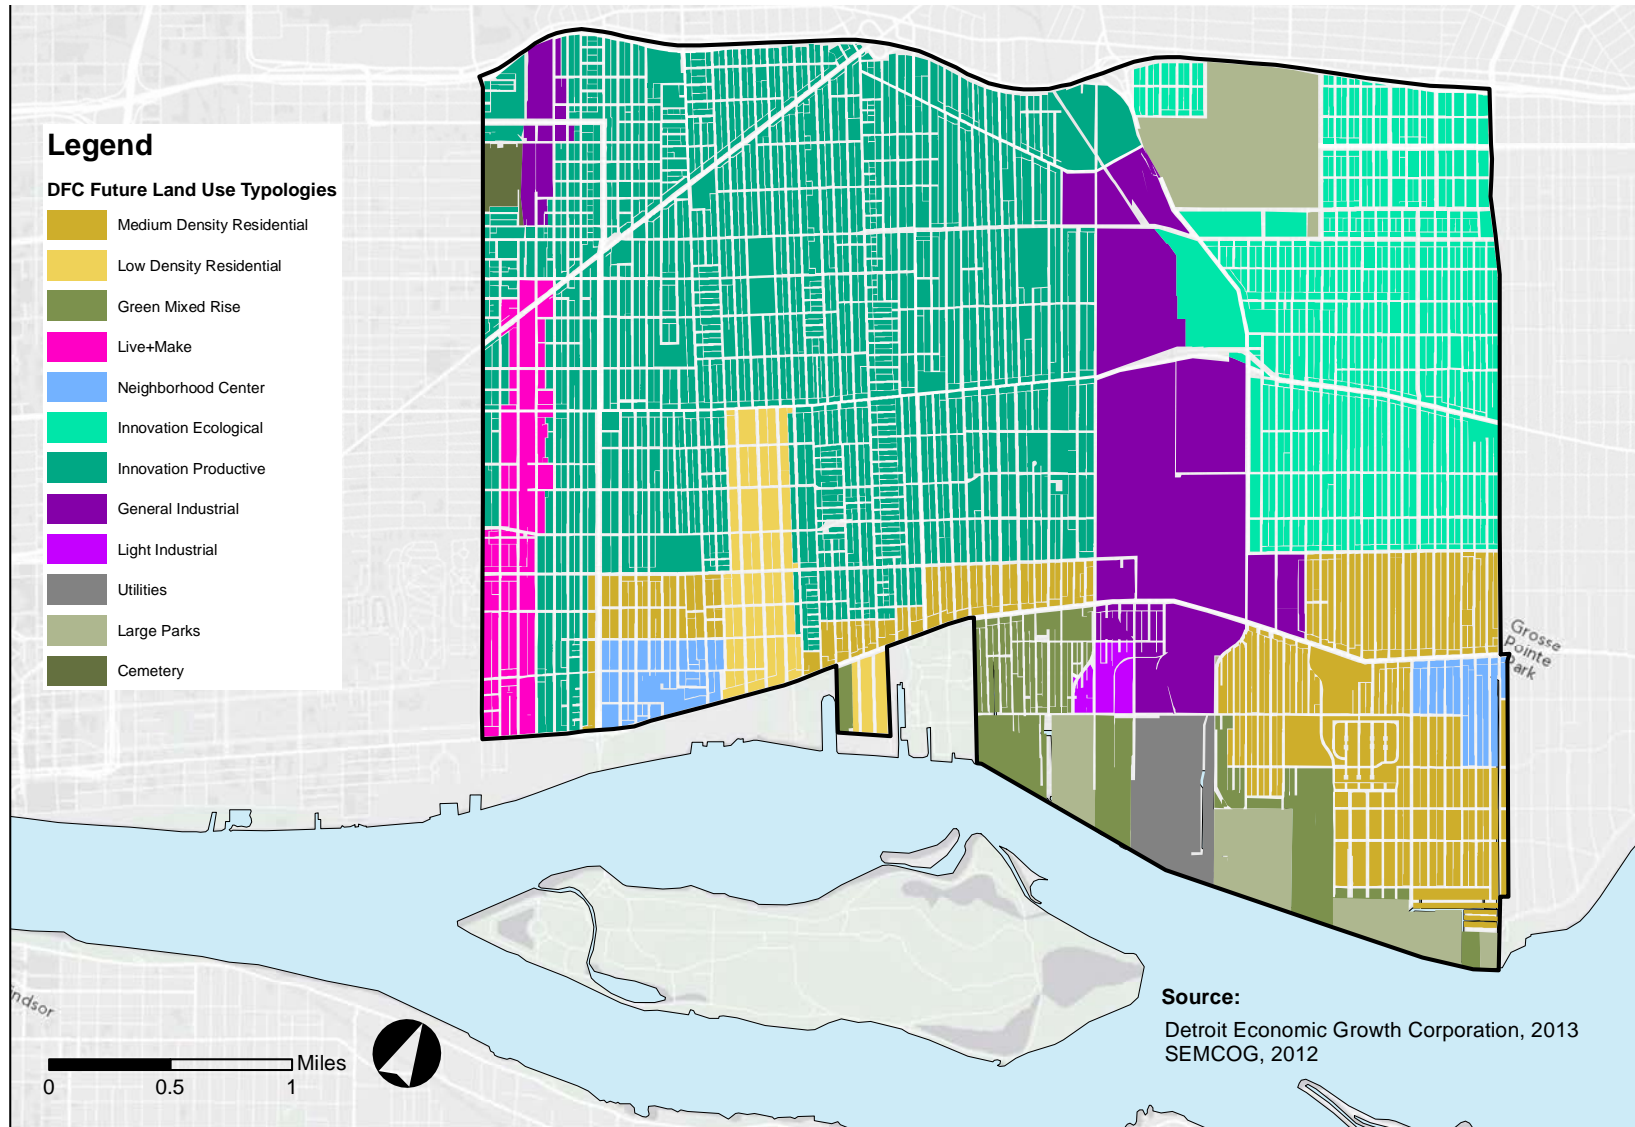 Legend
DFC Future Land Use Typologies
Medium Density Residential
Low Density Residential
Green Mixed Rise
Live+Make
Neighborhood Center
Innovation Ecological
Innovation Productive
General Industrial
Light Industrial
Utilities
Large Parks
Cemetery
Grosse
Pointe
Park
ndsor
Miles
0 0.5 1
Source:
Detroit Economic Growth Corporation, 2013
SEMCOG, 2012